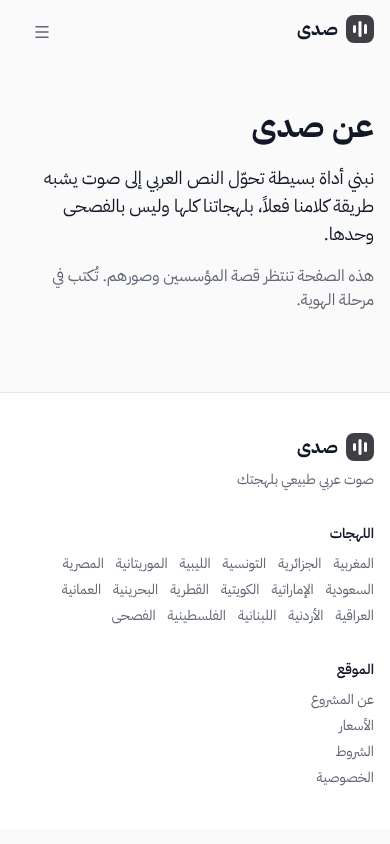 صدى
عن صدى
نبني أداة بسيطة تحوّل النص العربي إلى صوت يشبه
طريقة كلامنا فعلاً، بلهجاتنا كلها وليس بالفصحى
وحدها.
هذه الصفحة تنتظر قصة المؤسسين وصورهم. تُكتب في
مرحلة الهوية.
صدى
صوت عربي طبيعي بلهجتك
اللهجات
المغربية الجزائرية التونسية الليبية الموريتانية المصرية
السعودية الإماراتية الكويتية القطرية البحرينية العمانية
العراقية الأردنية اللبنانية الفلسطينية الفصحى
الموقع
عن المشروع
الأسعار
الشروط
الخصوصية